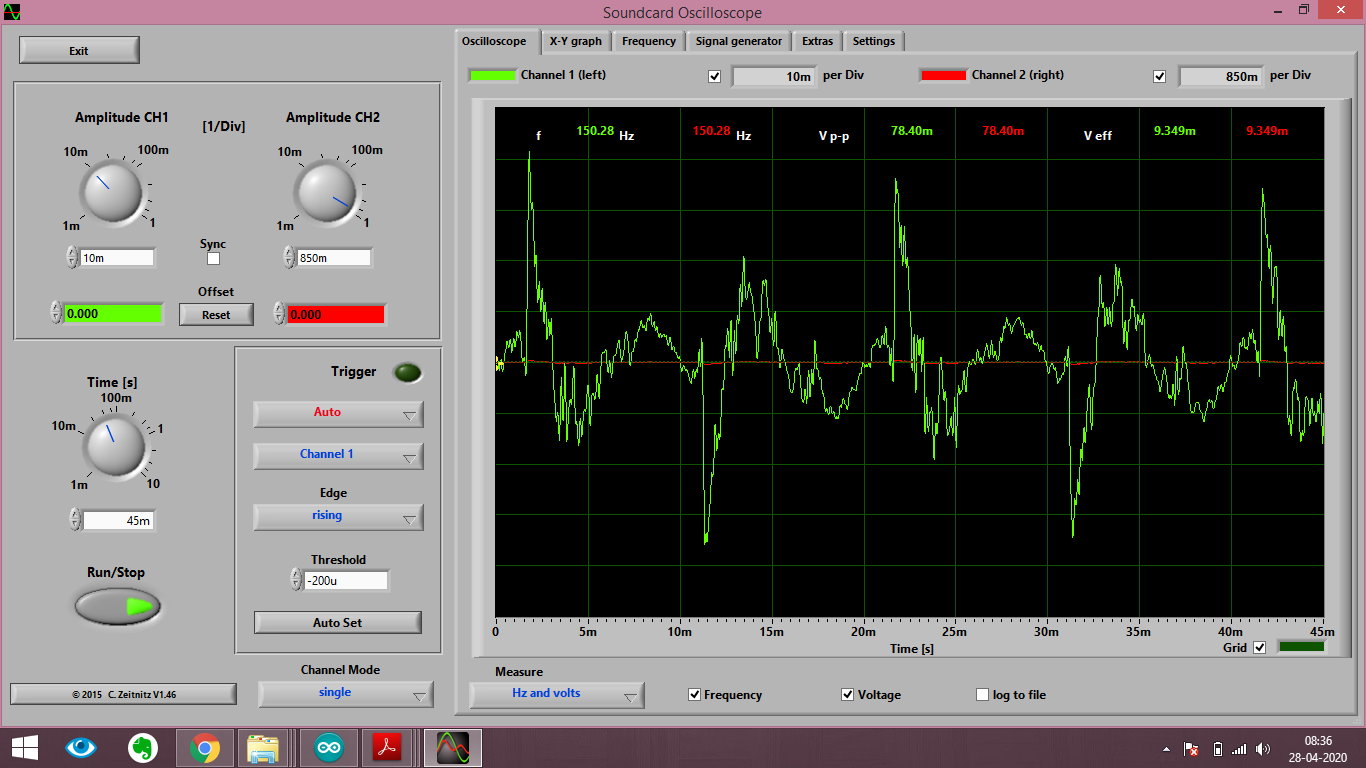 Soundcard Oscilloscope
Exit
Amplitude CH1
[1/Div]
Amplitude CH2
10m
100m
1m
1
10m
100m
1m
1
10m
Sync
850m
Offset
0.000
Reset
0.000
Time [s]
100m
10m
1
1m
10
45m
Run/Stop
Trigger
Auto
Channel 1
Edge
rising
Threshold
-200u
Auto Set
Channel Mode
single
© 2015 C. Zeitnitz V1.46
Oscilloscope
X-Y graph
Frequency
Signal generator
Extras
Settings
Channel 1 (left)
10m per Div
Channel 2 (right)
850m per Div
f 150.28 Hz 150.28 Hz V p-p 78.40m 78.40m V eff 9.349m 9.349m
0 5m 10m 15m 20m 25m 30m 35m 40m 45m
Time [s]
Grid
Measure
Hz and volts
Frequency
Voltage
log to file
08:36
28-04-2020